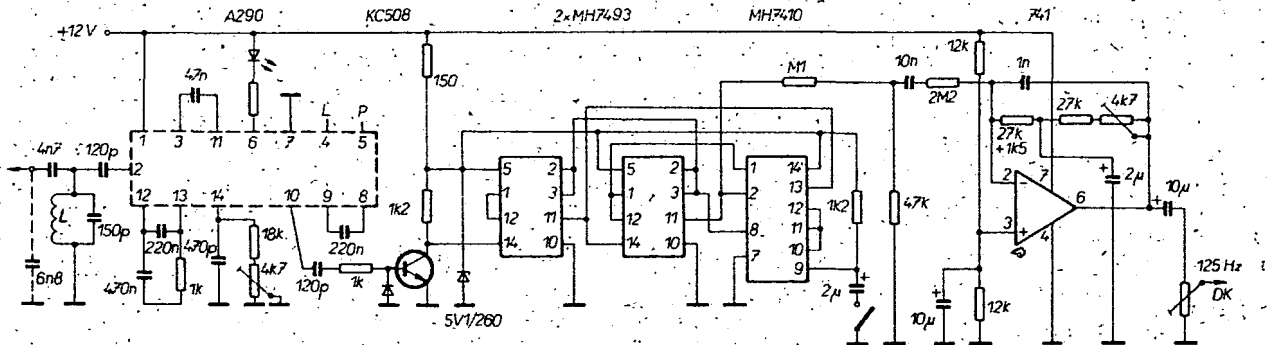 A290 KC508 2×MH7493 MH7410 741
+12 V
47n
150
M1
10n
2M2
12k
1n
27k
4k7
27k
+1k5
2μ
10μ
L P
1 3 11 6 7 4 5
4n7 120p 2
12 13 14 10 9 8
L
150p
6n8
220n
470n
1k
470p
18k
4k7
220n
120p
1k
1k2
5V1/260
5 2
1 3
12 11
14 10
5 2
1 3
12 11
14 10
1 14
2 13
12
8 11
10
7 9
1k2
2μ
47k
2 7
6
3 4
10μ
12k
125 Hz
DK